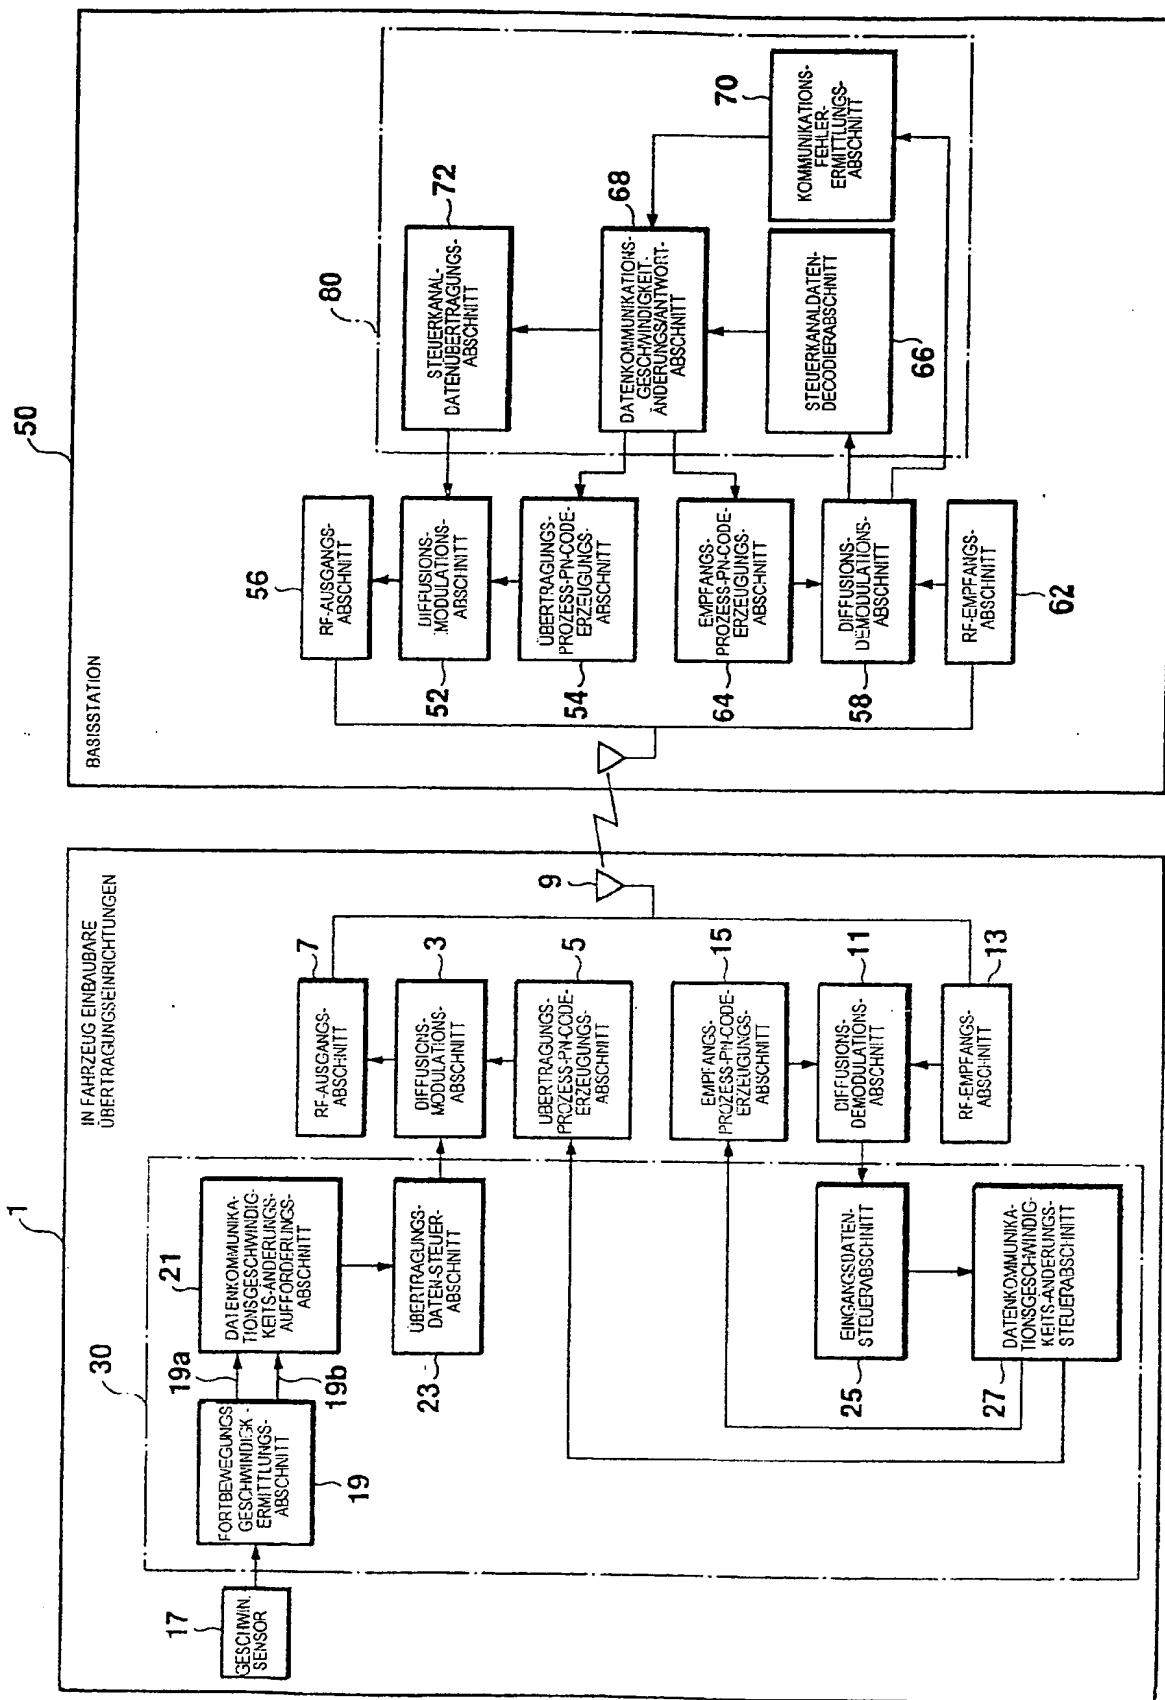 1
IN FAHRZEUG EINBAUBARE
ÜBERTRAGUNGSEINRICHTUNGEN
17
GESCHWIN.
SENSOR
30
FORTBEWEGUNGS
GESCHWINDIGK -
ERMITTLUNGS-
ABSCHNITT
19
19a
19b
21
DATENKOMMUNIKA-
TIONSGESCHWINDIG-
KEITS-ÄNDERUNGS-
AUFFORDERUNGS-
ABSCHNITT
ÜBERTRAGUNGS-
DATEN-STEUER-
ABSCHNITT
23
EINGANGSDATEN-
STEUERABSCHNITT
25
DATENKOMMUNIKA-
TIONSGESCHWINDIG-
KEITS-ÄNDERUNGS-
STEUERABSCHNITT
27
7
RF-AUSGANGS-
ABSCHNITT
3
DIFFUSIONS-
MODULATIONS-
ABSCHNITT
5
ÜBERTRAGUNGS-
PROZESS-PN-CODE-
ERZEUGUNGS-
ABSCHNITT
15
EMPFANGS-
PROZESS-PN-CODE-
ERZEUGUNGS-
ABSCHNITT
11
DIFFUSIONS-
DEMODULATIONS-
ABSCHNITT
13
RF-EMPFANGS-
ABSCHNITT
9
50
BASISSTATION
56
RF-AUSGANGS-
ABSCHNITT
DIFFUSIONS-
MODULATIONS-
ABSCHNITT
52
ÜBERTRAGUNGS-
PROZESS-PN-CODE-
ERZEUGUNGS-
ABSCHNITT
54
EMPFANGS-
PROZESS-PN-CODE-
ERZEUGUNGS-
ABSCHNITT
64
DIFFUSIONS-
DEMODULATIONS-
ABSCHNITT
58
RF-EMPFANGS-
ABSCHNITT
62
80
STEUERKANAL-
DATENÜBERTRAGUNGS-
ABSCHNITT
72
DATENKOMMUNIKATIONS-
GESCHWINDIGKEIT-
ÄNDERUNGS/ANTWORT-
ABSCHNITT
68
STEUERKANALDATEN-
DECODIERABSCHNITT
66
KOMMUNIKATIONS-
FEHLER-
ERMITTLUNGS-
ABSCHNITT
70